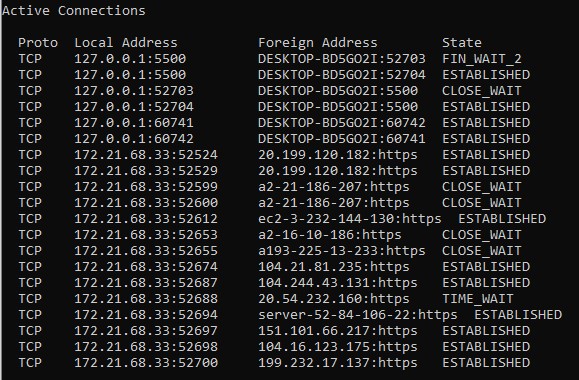 Active Connections
Proto Local Address Foreign Address State
TCP 127.0.0.1:5500 DESKTOP-BD5GO2I:52703 FIN_WAIT_2
TCP 127.0.0.1:5500 DESKTOP-BD5GO2I:52704 ESTABLISHED
TCP 127.0.0.1:52703 DESKTOP-BD5GO2I:5500 CLOSE_WAIT
TCP 127.0.0.1:52704 DESKTOP-BD5GO2I:5500 ESTABLISHED
TCP 127.0.0.1:60741 DESKTOP-BD5GO2I:60742 ESTABLISHED
TCP 127.0.0.1:60742 DESKTOP-BD5GO2I:60741 ESTABLISHED
TCP 172.21.68.33:52524 20.199.120.182:https ESTABLISHED
TCP 172.21.68.33:52529 20.199.120.182:https ESTABLISHED
TCP 172.21.68.33:52599 a2-21-186-207:https CLOSE_WAIT
TCP 172.21.68.33:52600 a2-21-186-207:https CLOSE_WAIT
TCP 172.21.68.33:52612 ec2-3-232-144-130:https ESTABLISHED
TCP 172.21.68.33:52653 a2-16-10-186:https CLOSE_WAIT
TCP 172.21.68.33:52655 a193-225-13-233:https CLOSE_WAIT
TCP 172.21.68.33:52674 104.21.81.235:https ESTABLISHED
TCP 172.21.68.33:52687 104.244.43.131:https ESTABLISHED
TCP 172.21.68.33:52688 20.54.232.160:https TIME_WAIT
TCP 172.21.68.33:52694 server-52-84-106-22:https ESTABLISHED
TCP 172.21.68.33:52697 151.101.66.217:https ESTABLISHED
TCP 172.21.68.33:52698 104.16.123.175:https ESTABLISHED
TCP 172.21.68.33:52700 199.232.17.137:https ESTABLISHED